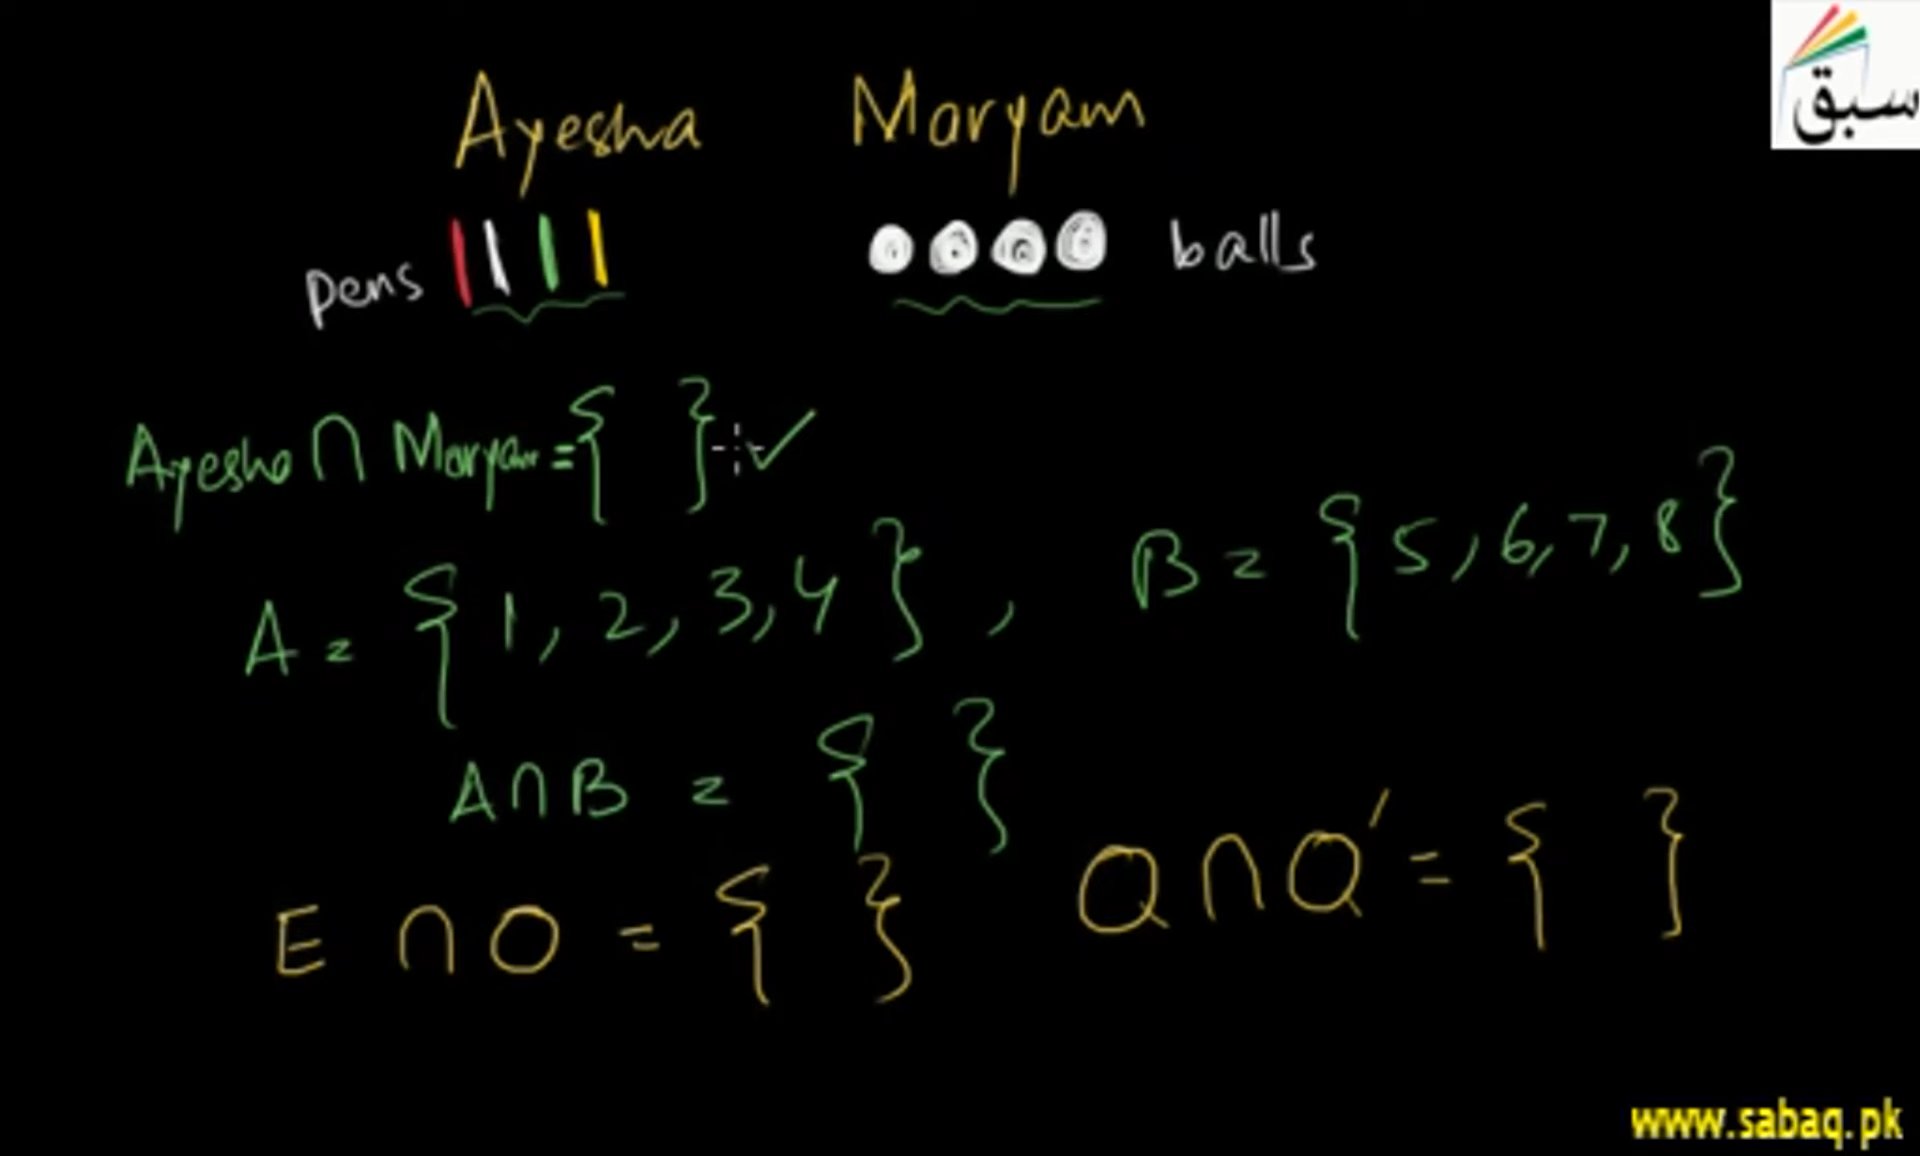 سبق
Ayesha Maryam
pens balls
Ayesha ∩ Maryam = { } ✓
A = { 1, 2, 3, 4 } , B = { 5, 6, 7, 8 }
A ∩ B = { }
E ∩ O = { } Q ∩ Q' = { }
www.sabaq.pk